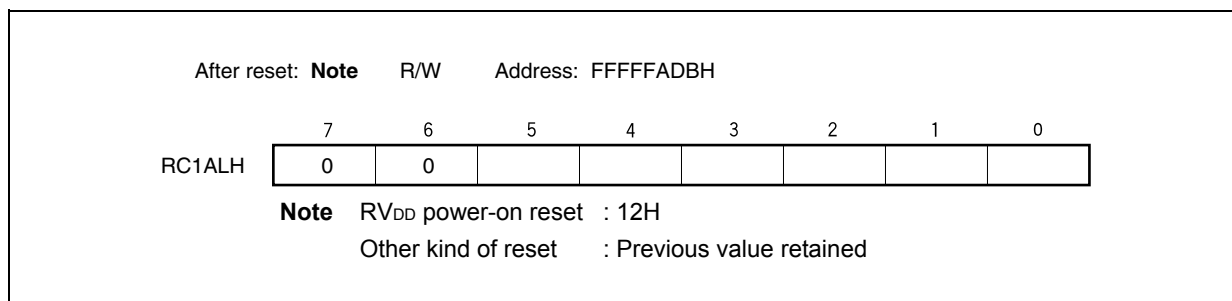 After reset: Note R/W Address: FFFFFADBH
7 6 5 4 3 2 1 0
RC1ALH 0 0
Note RVDD power-on reset : 12H
Other kind of reset : Previous value retained